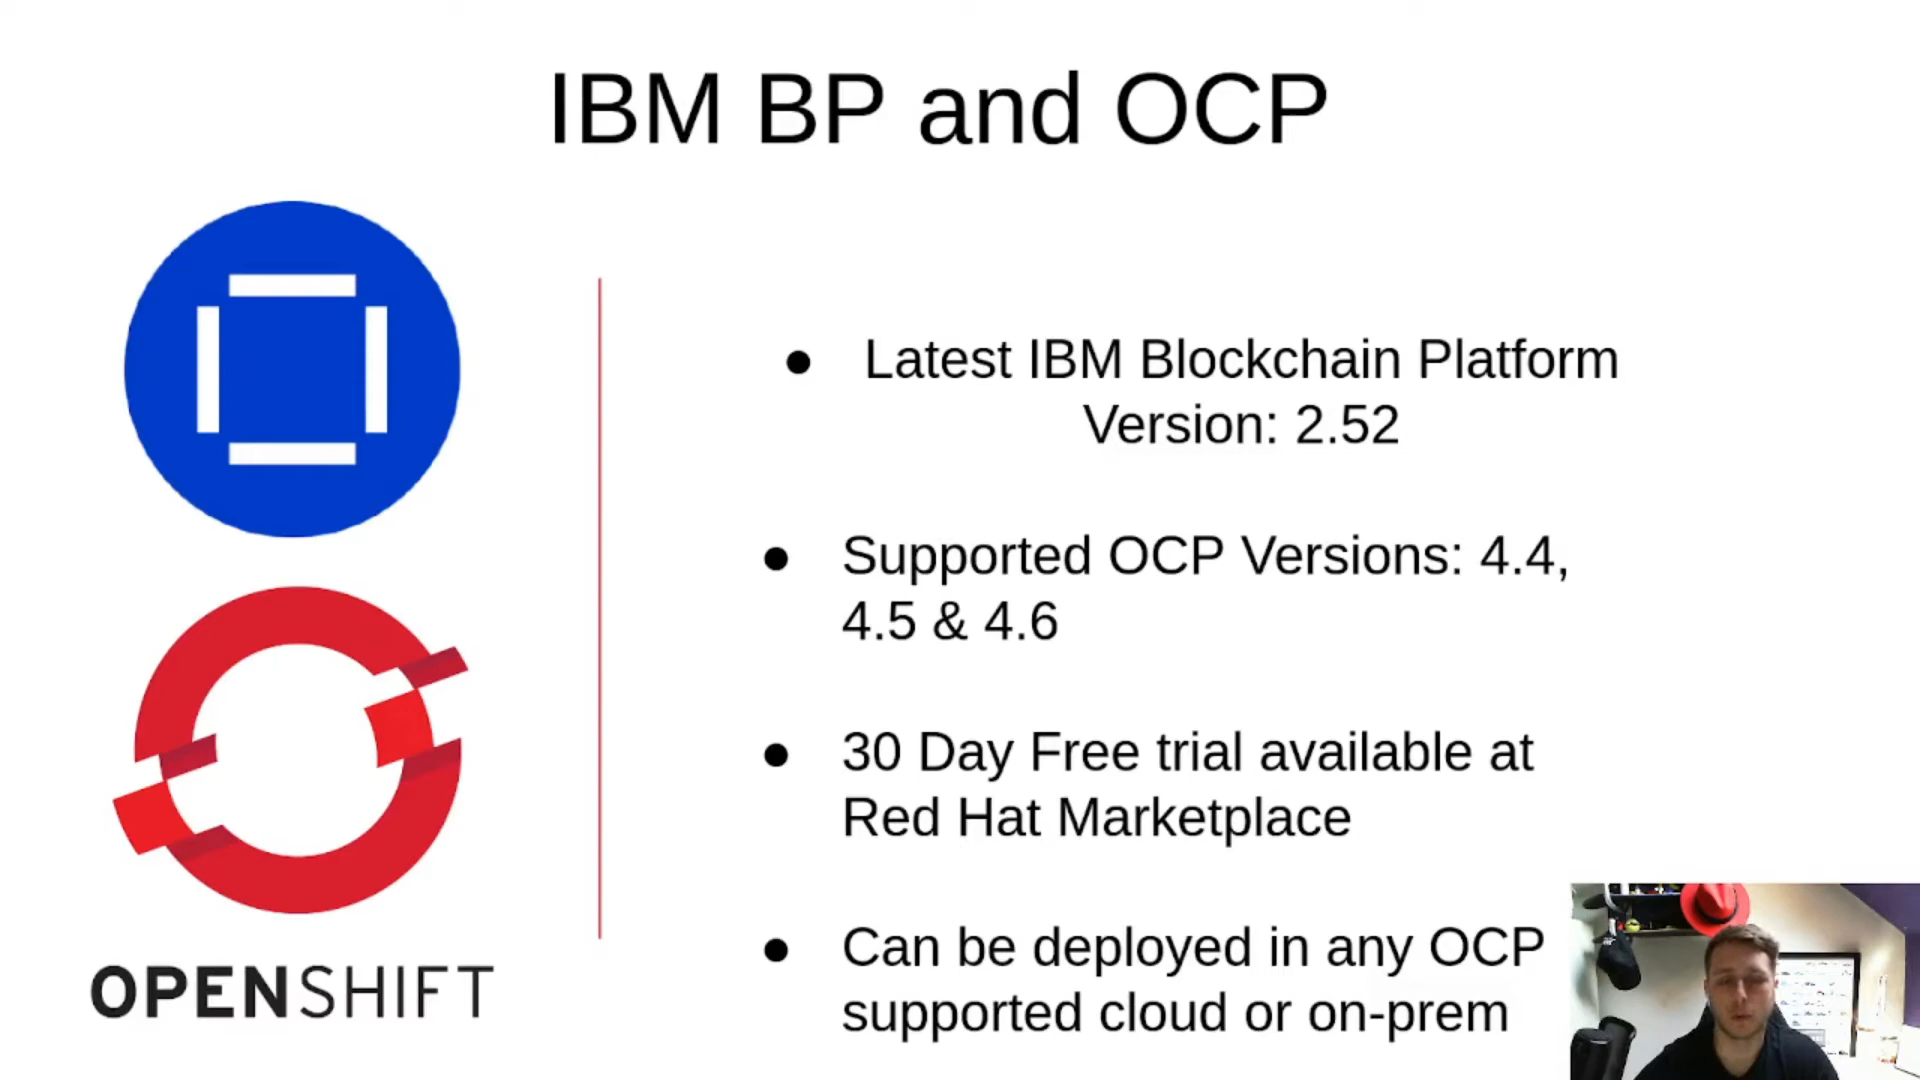 IBM BP and OCP
● Latest IBM Blockchain Platform
Version: 2.52
● Supported OCP Versions: 4.4,
4.5 & 4.6
● 30 Day Free trial available at
Red Hat Marketplace
● Can be deployed in any OCP
supported cloud or on-prem
OPENSHIFT